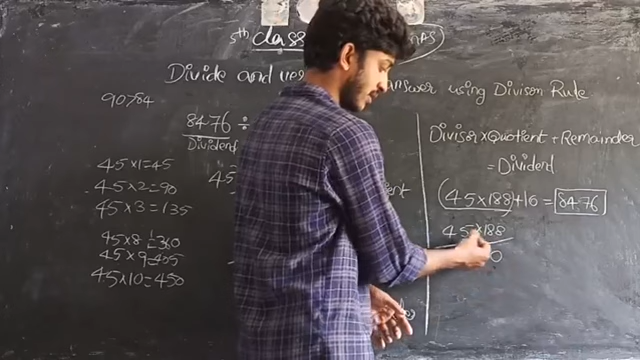 5th class
Divide and answer using Division Rule
90>84
8476 ÷
Dividend
45
45×1=45
45×2=90
45×3=135
45×8=360
45×9=405
45×10=450
Divisor×Quotient+Remainder
=Dividend
(45×188)+16=8476
45×188
0